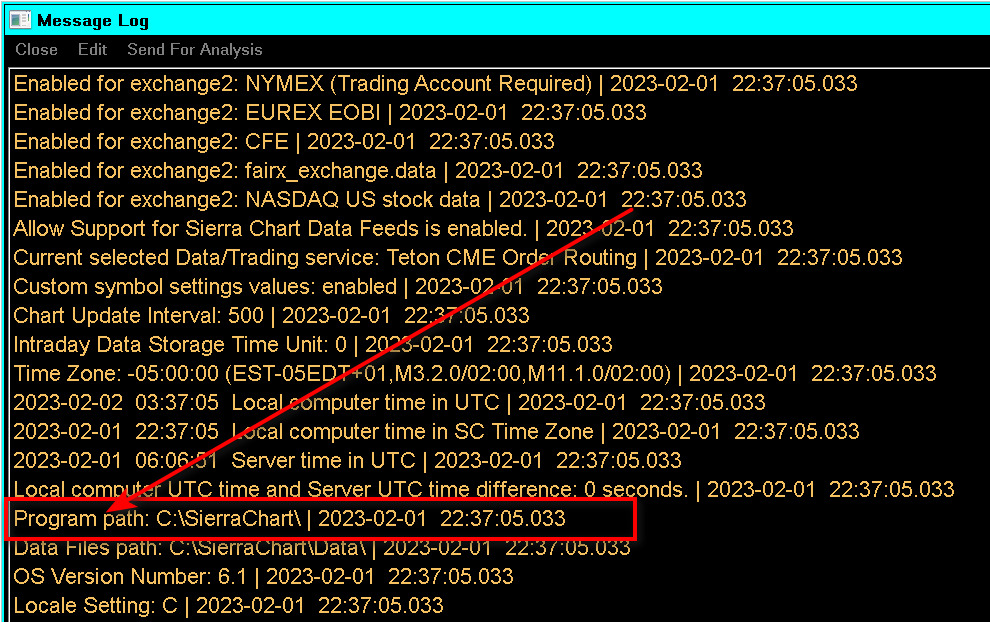 Message Log
Close Edit Send For Analysis
Enabled for exchange2: NYMEX (Trading Account Required) | 2023-02-01 22:37:05.033
Enabled for exchange2: EUREX EOBI | 2023-02-01 22:37:05.033
Enabled for exchange2: CFE | 2023-02-01 22:37:05.033
Enabled for exchange2: fairx_exchange.data | 2023-02-01 22:37:05.033
Enabled for exchange2: NASDAQ US stock data | 2023-02-01 22:37:05.033
Allow Support for Sierra Chart Data Feeds is enabled. | 2023-02-01 22:37:05.033
Current selected Data/Trading service: Teton CME Order Routing | 2023-02-01 22:37:05.033
Custom symbol settings values: enabled | 2023-02-01 22:37:05.033
Chart Update Interval: 500 | 2023-02-01 22:37:05.033
Intraday Data Storage Time Unit: 0 | 2023-02-01 22:37:05.033
Time Zone: -05:00:00 (EST-05EDT+01,M3.2.0/02:00,M11.1.0/02:00) | 2023-02-01 22:37:05.033
2023-02-02 03:37:05 Local computer time in UTC | 2023-02-01 22:37:05.033
2023-02-01 22:37:05 Local computer time in SC Time Zone | 2023-02-01 22:37:05.033
2023-02-01 06:06:51 Server time in UTC | 2023-02-01 22:37:05.033
Local computer UTC time and Server UTC time difference: 0 seconds. | 2023-02-01 22:37:05.033
Program path: C:\SierraChart\ | 2023-02-01 22:37:05.033
Data Files path: C:\SierraChart\Data\ | 2023-02-01 22:37:05.033
OS Version Number: 6.1 | 2023-02-01 22:37:05.033
Locale Setting: C | 2023-02-01 22:37:05.033